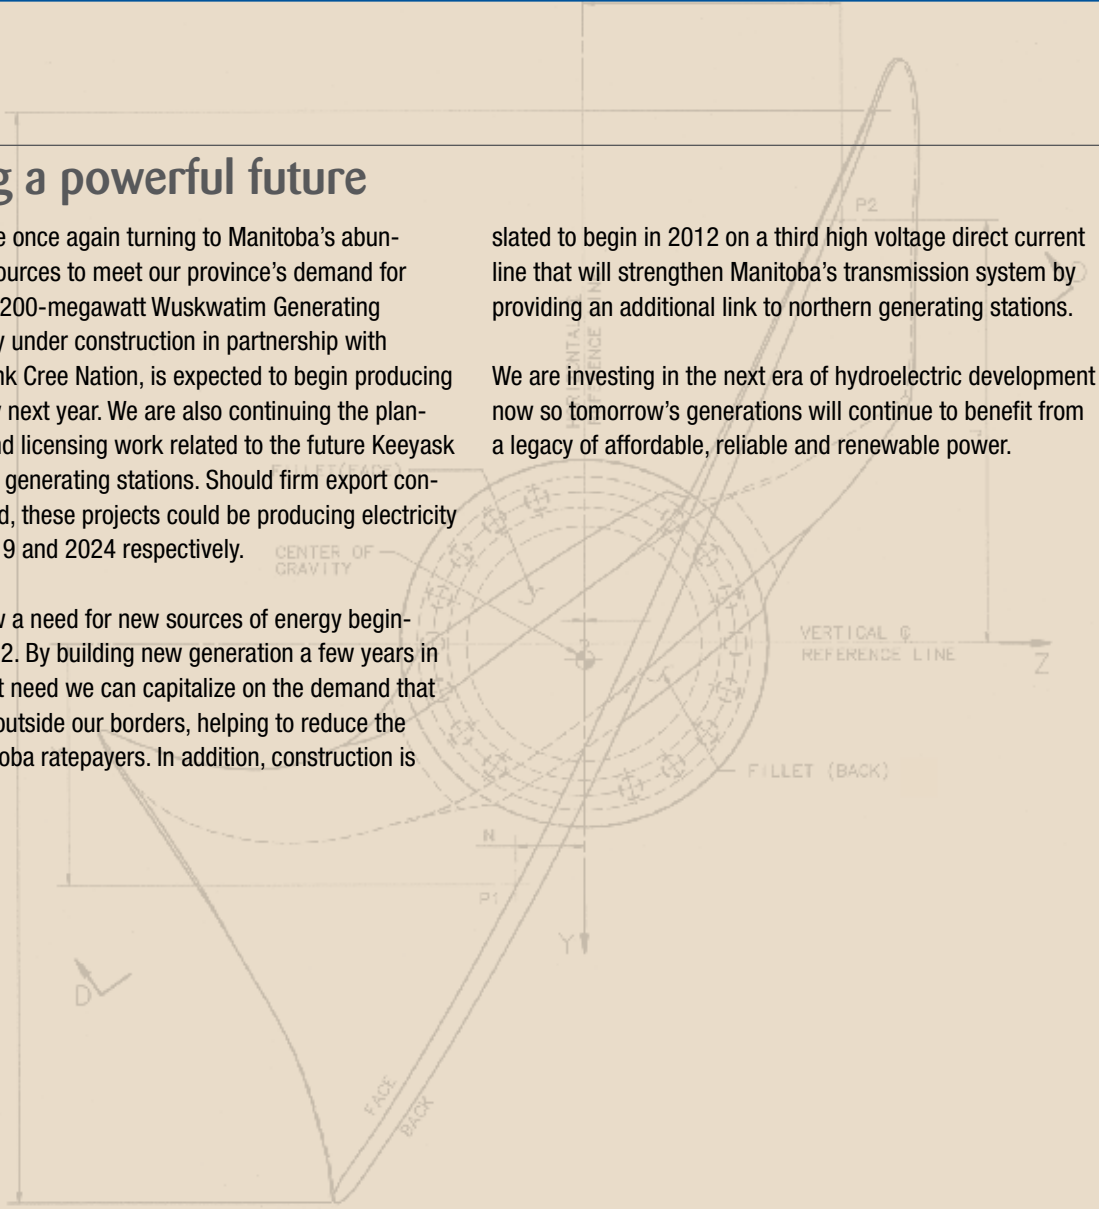 g a powerful future
e once again turning to Manitoba's abun-
ources to meet our province's demand for
200-megawatt Wuskwatim Generating
y under construction in partnership with
nk Cree Nation, is expected to begin producing
y next year. We are also continuing the plan-
nd licensing work related to the future Keeyask
generating stations. Should firm export con-
d, these projects could be producing electricity
9 and 2024 respectively.
w a need for new sources of energy begin-
2. By building new generation a few years in
t need we can capitalize on the demand that
outside our borders, helping to reduce the
oba ratepayers. In addition, construction is
slated to begin in 2012 on a third high voltage direct current
line that will strengthen Manitoba's transmission system by
providing an additional link to northern generating stations.
We are investing in the next era of hydroelectric development
now so tomorrow's generations will continue to benefit from
a legacy of affordable, reliable and renewable power.
P2
FILLET (FACE)
CENTER OF
GRAVITY
VERTICAL
REFERENCE LINE
Z
FILLET (BACK)
N
P1
Y
D
FACE
BACK